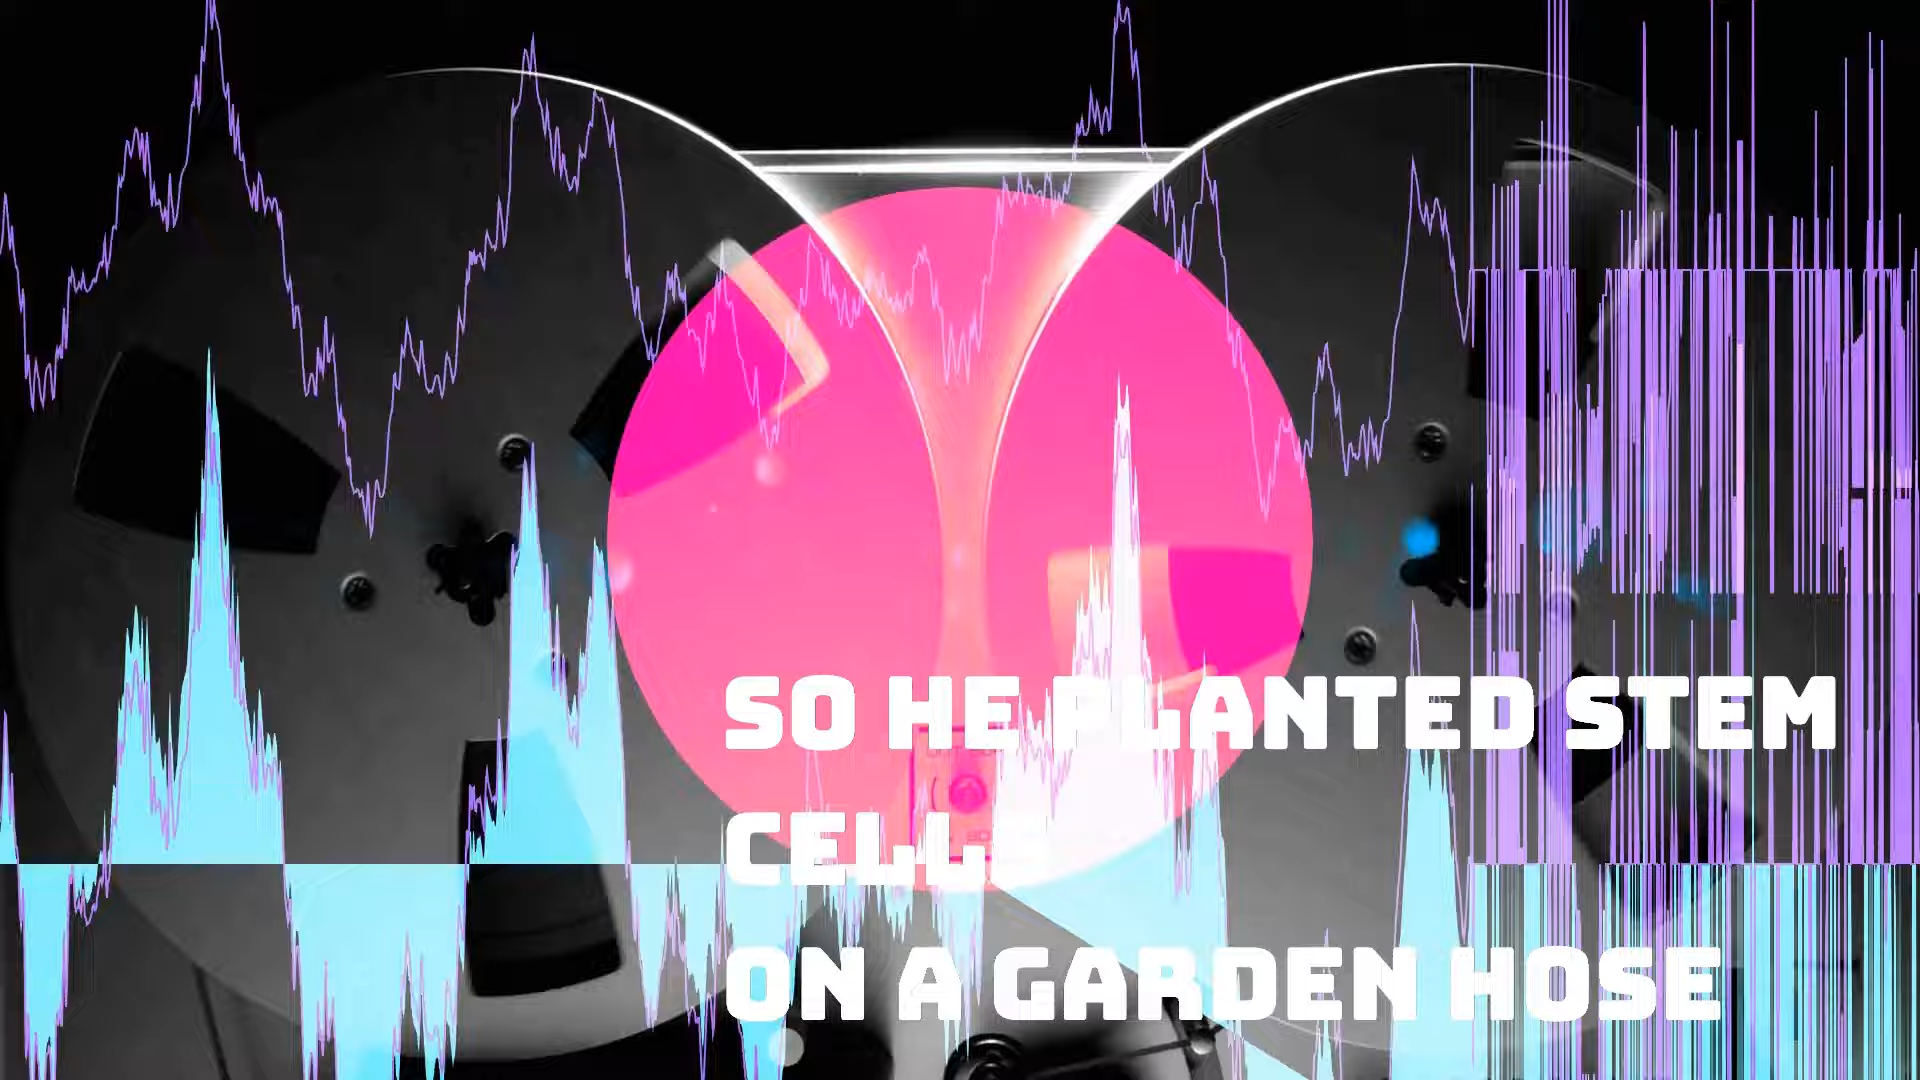 SO HE PLANTED STEM
CELLS
ON A GARDEN HOSE